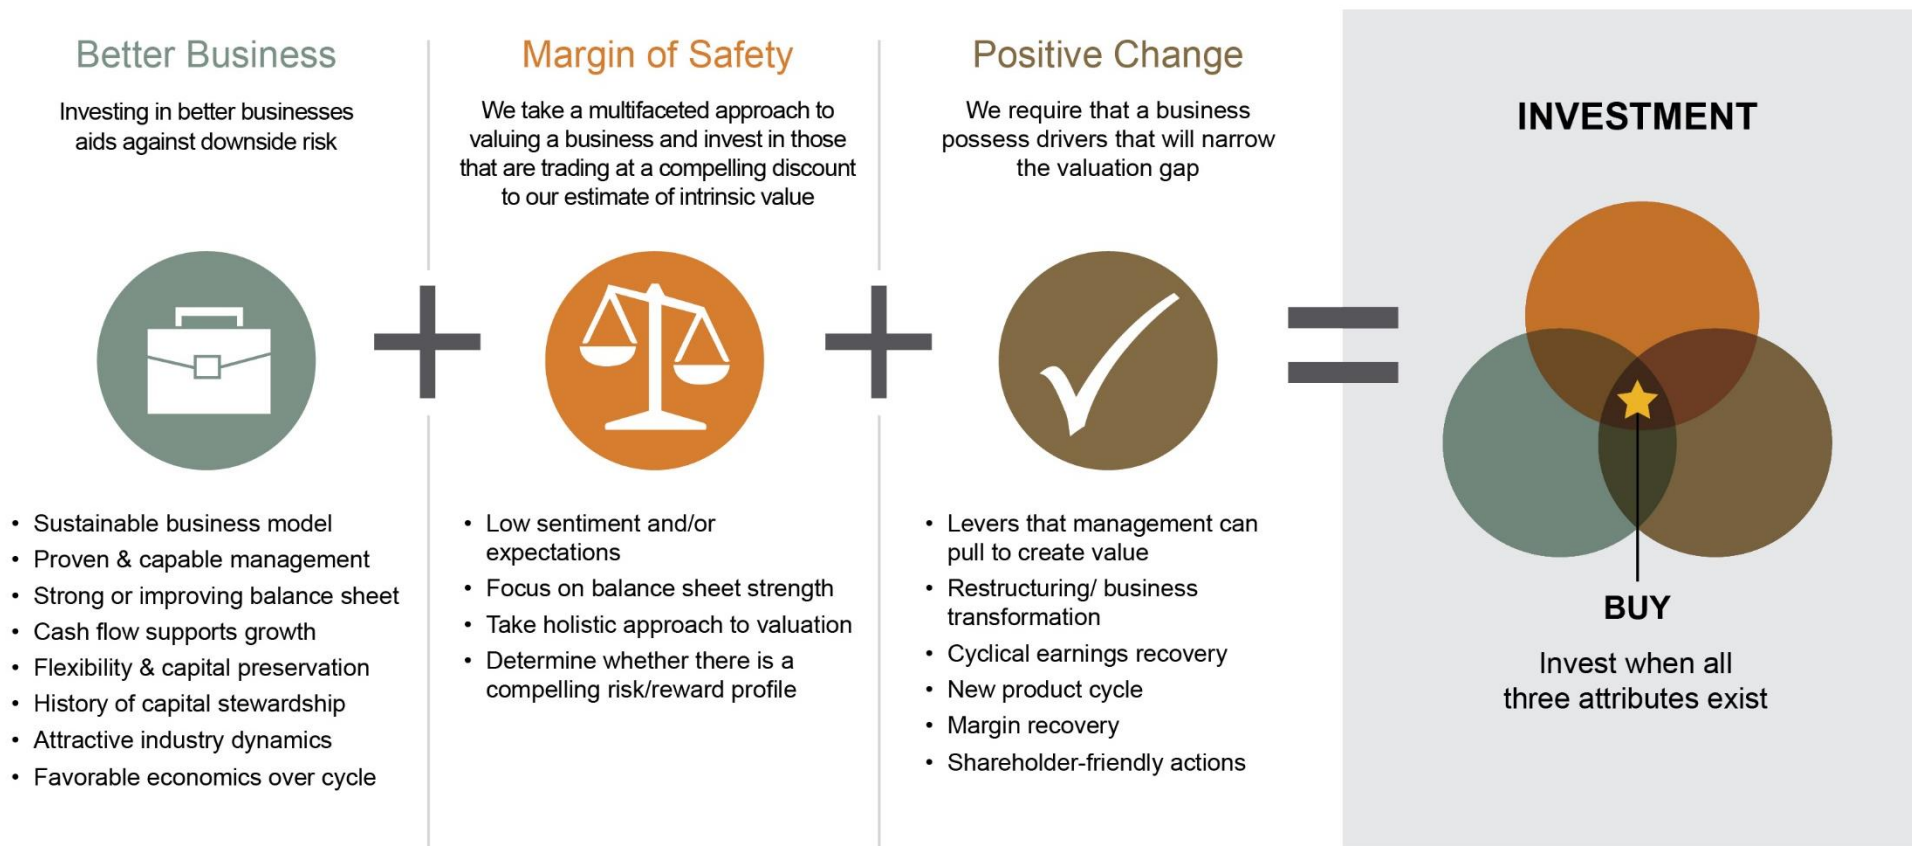 Better Business
Investing in better businesses
aids against downside risk
• Sustainable business model
• Proven & capable management
• Strong or improving balance sheet
• Cash flow supports growth
• Flexibility & capital preservation
• History of capital stewardship
• Attractive industry dynamics
• Favorable economics over cycle
Margin of Safety
We take a multifaceted approach to
valuing a business and invest in those
that are trading at a compelling discount
to our estimate of intrinsic value
• Low sentiment and/or
expectations
• Focus on balance sheet strength
• Take holistic approach to valuation
• Determine whether there is a
compelling risk/reward profile
Positive Change
We require that a business
possess drivers that will narrow
the valuation gap
• Levers that management can
pull to create value
• Restructuring/ business
transformation
• Cyclical earnings recovery
• New product cycle
• Margin recovery
• Shareholder-friendly actions
INVESTMENT
BUY
Invest when all
three attributes exist